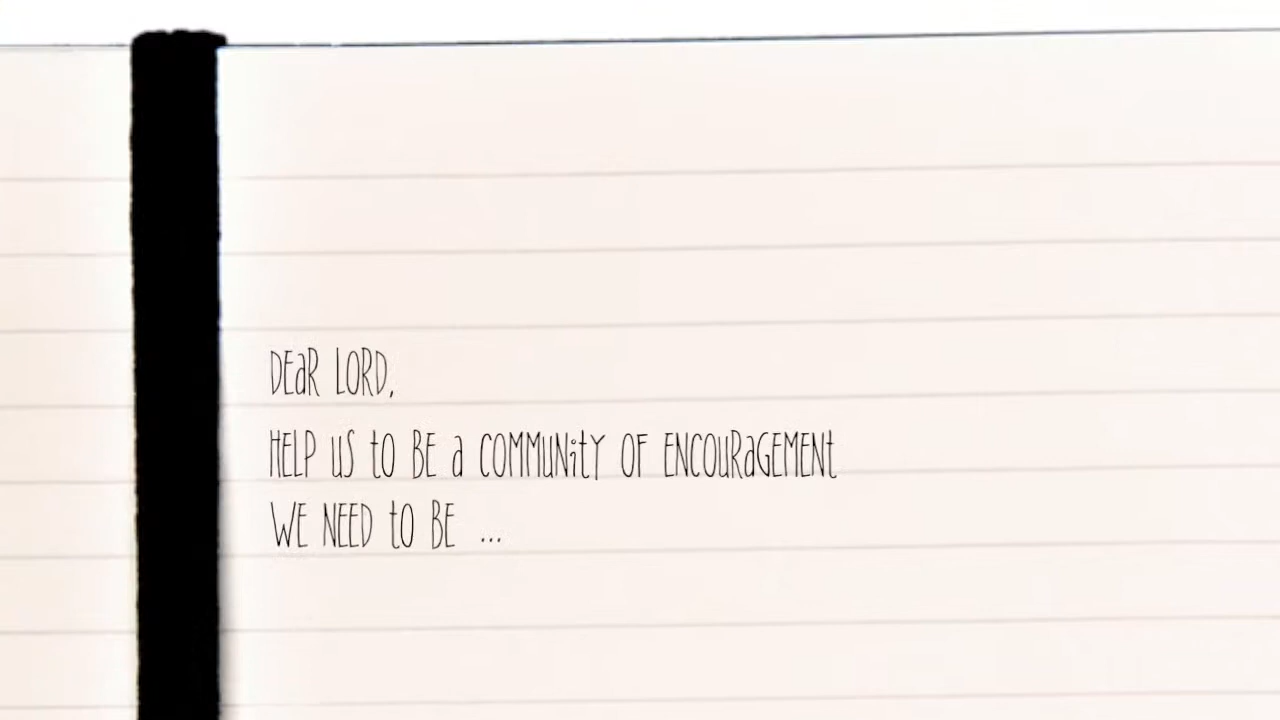 DEaR LORD,
HELP uS to BE a COMMuNity OF ENCOuRaGEMENt
WE NEED to BE ...